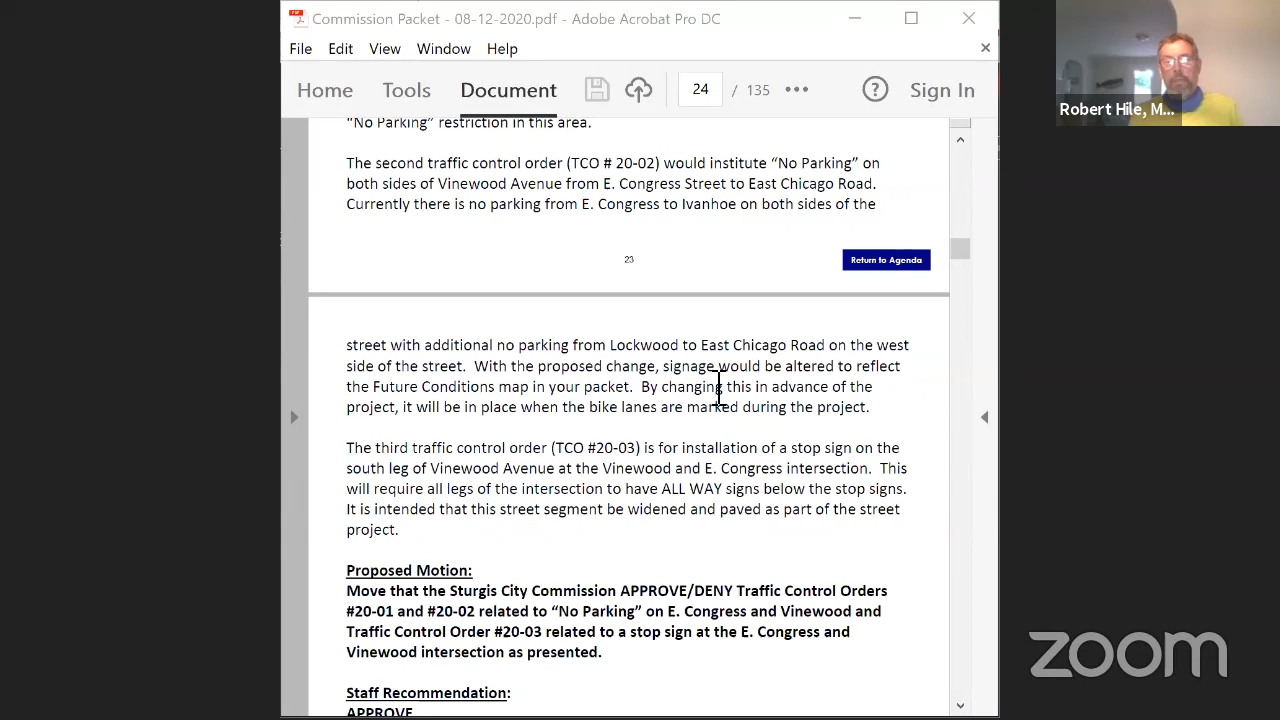 Commission Packet - 08-12-2020.pdf - Adobe Acrobat Pro DC
File Edit View Window Help
Home Tools Document 24 / 135 Sign In
"No Parking" restriction in this area.
The second traffic control order (TCO # 20-02) would institute “No Parking” on
both sides of Vinewood Avenue from E. Congress Street to East Chicago Road.
Currently there is no parking from E. Congress to Ivanhoe on both sides of the
23
Return to Agenda
street with additional no parking from Lockwood to East Chicago Road on the west
side of the street.  With the proposed change, signage would be altered to reflect
the Future Conditions map in your packet.  By changing this in advance of the
project, it will be in place when the bike lanes are marked during the project.
The third traffic control order (TCO #20-03) is for installation of a stop sign on the
south leg of Vinewood Avenue at the Vinewood and E. Congress intersection.  This
will require all legs of the intersection to have ALL WAY signs below the stop signs.
It is intended that this street segment be widened and paved as part of the street
project.
Proposed Motion:
Move that the Sturgis City Commission APPROVE/DENY Traffic Control Orders
#20-01 and #20-02 related to “No Parking” on E. Congress and Vinewood and
Traffic Control Order #20-03 related to a stop sign at the E. Congress and
Vinewood intersection as presented.
Staff Recommendation:
APPROVE
Robert Hile, M...
zoom